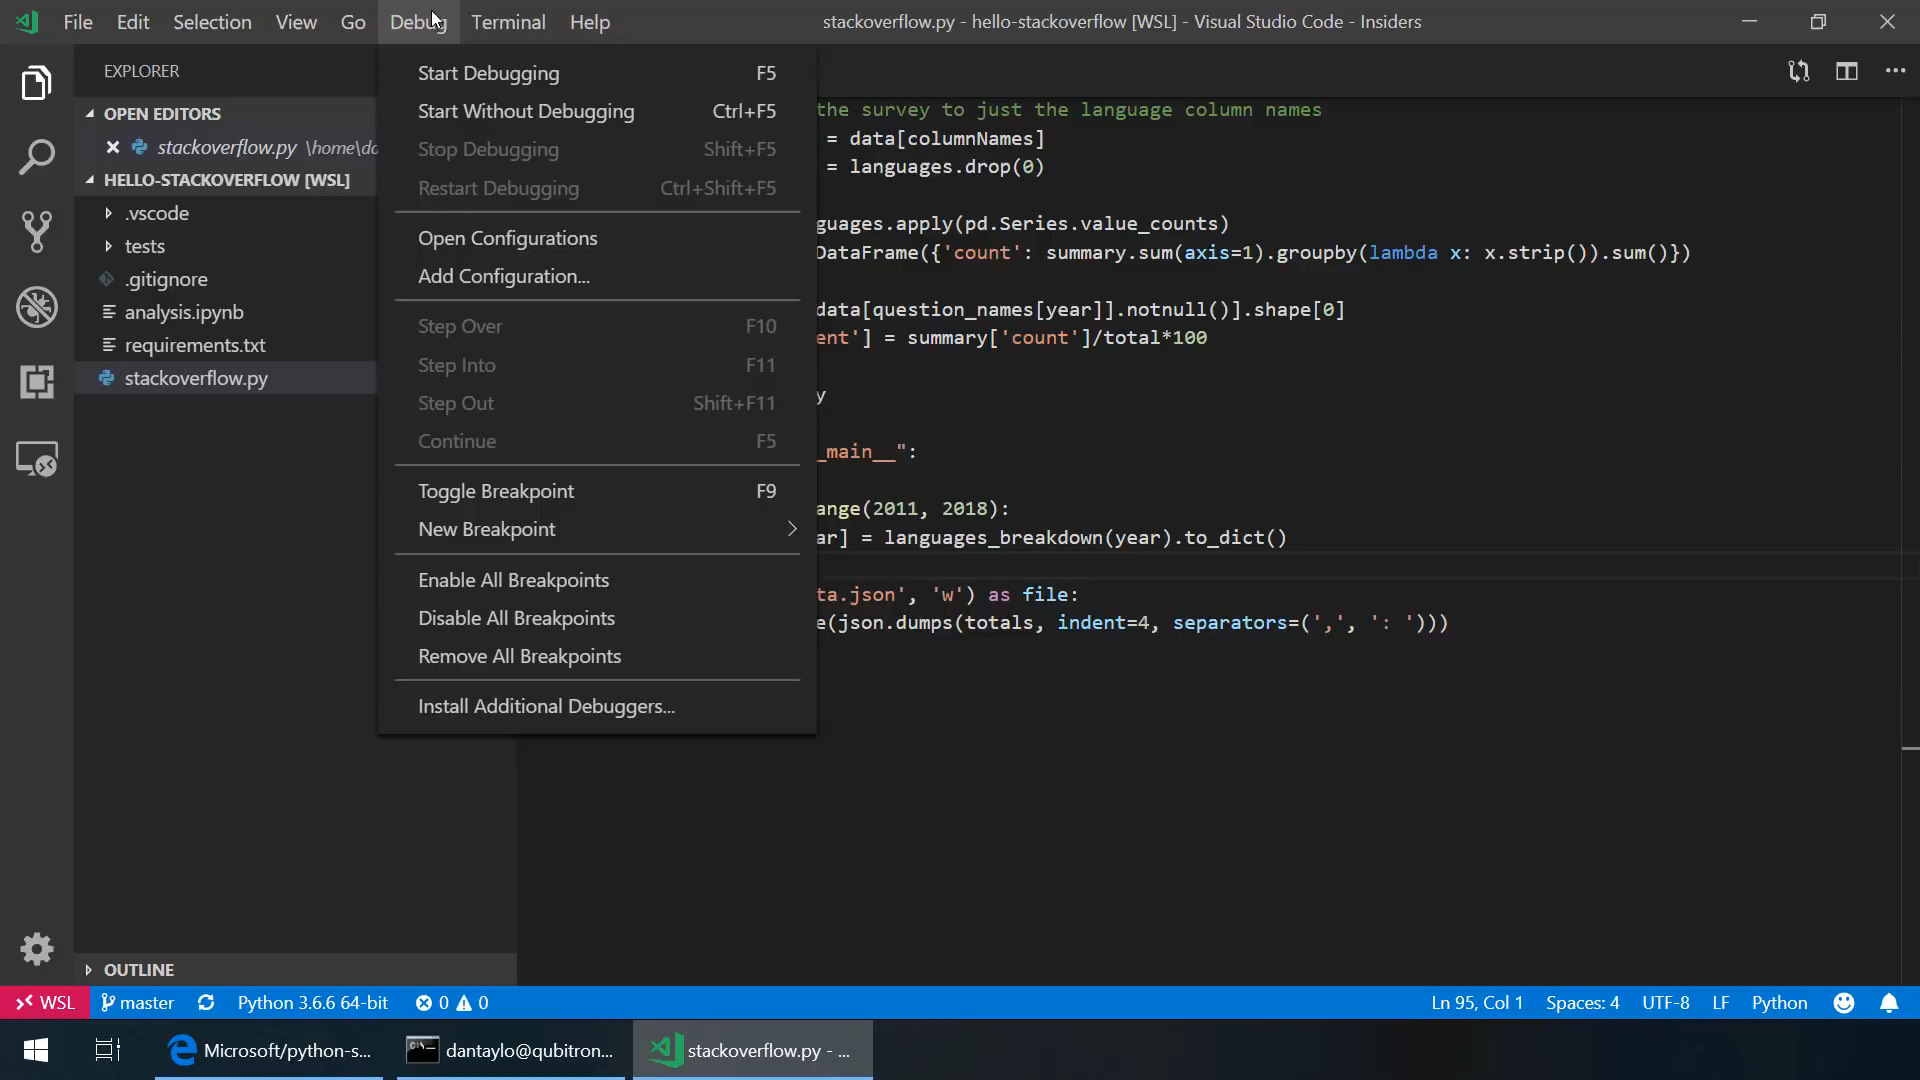 File Edit Selection View Go Debug Terminal Help
stackoverflow.py - hello-stackoverflow [WSL] - Visual Studio Code - Insiders
EXPLORER
OPEN EDITORS
stackoverflow.py \home\da
HELLO-STACKOVERFLOW [WSL]
.vscode
tests
.gitignore
analysis.ipynb
requirements.txt
stackoverflow.py
OUTLINE
Start Debugging F5
Start Without Debugging Ctrl+F5
Stop Debugging Shift+F5
Restart Debugging Ctrl+Shift+F5
Open Configurations
Add Configuration...
Step Over F10
Step Into F11
Step Out Shift+F11
Continue F5
Toggle Breakpoint F9
New Breakpoint
Enable All Breakpoints
Disable All Breakpoints
Remove All Breakpoints
Install Additional Debuggers...
the survey to just the language column names
= data[columnNames]
= languages.drop(0)
guages.apply(pd.Series.value_counts)
DataFrame({'count': summary.sum(axis=1).groupby(lambda x: x.strip()).sum()})
data[question_names[year]].notnull()].shape[0]
ent'] = summary['count']/total*100
y
_main__":
ange(2011, 2018):
ar] = languages_breakdown(year).to_dict()
ta.json', 'w') as file:
e(json.dumps(totals, indent=4, separators=(',', ': ')))
WSL master Python 3.6.6 64-bit 0 0 Ln 95, Col 1 Spaces: 4 UTF-8 LF Python
Microsoft/python-s... dantaylo@qubitron... stackoverflow.py - ...